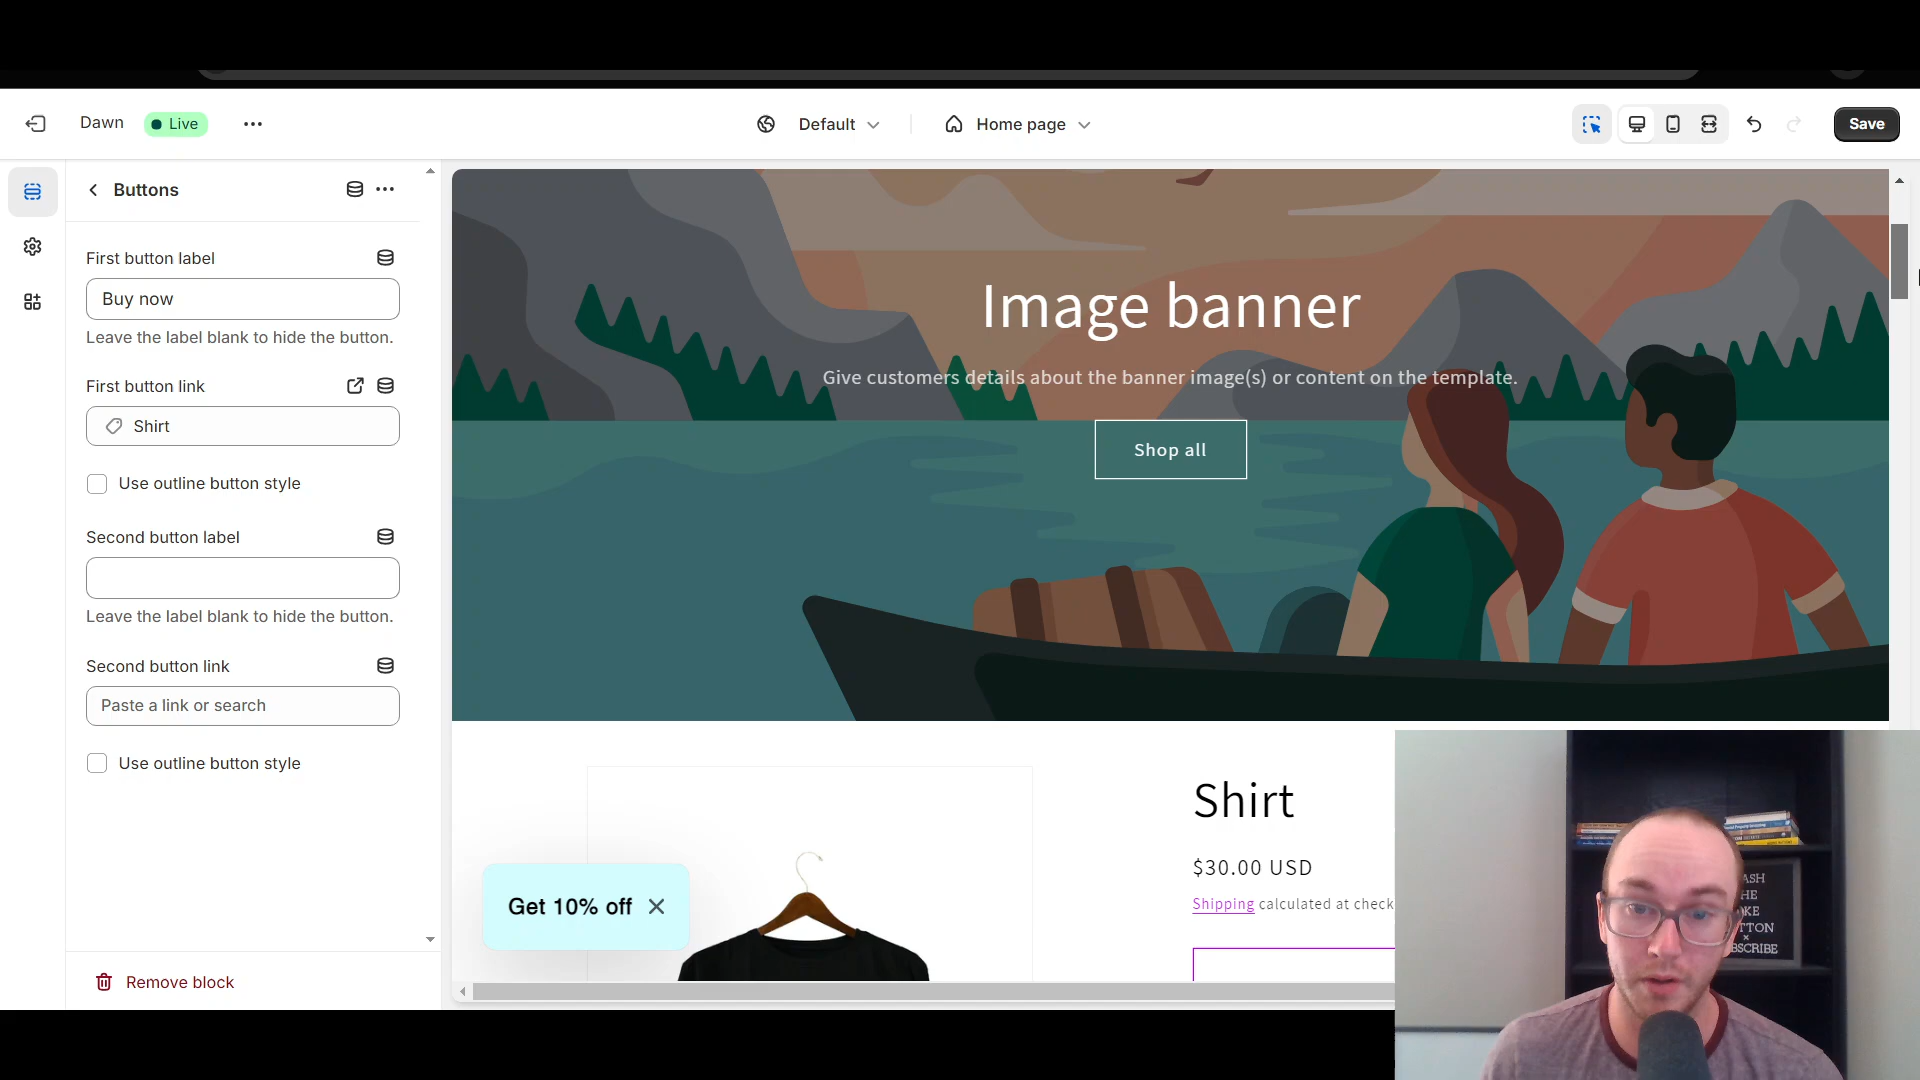 Dawn
Live
Default
Home page
Save
Buttons
First button label
Buy now
Leave the label blank to hide the button.
First button link
Shirt
Use outline button style
Second button label
Leave the label blank to hide the button.
Second button link
Paste a link or search
Use outline button style
Remove block
Image banner
Give customers details about the banner image(s) or content on the template.
Shop all
Shirt
$30.00 USD
Shipping calculated at check
Get 10% off